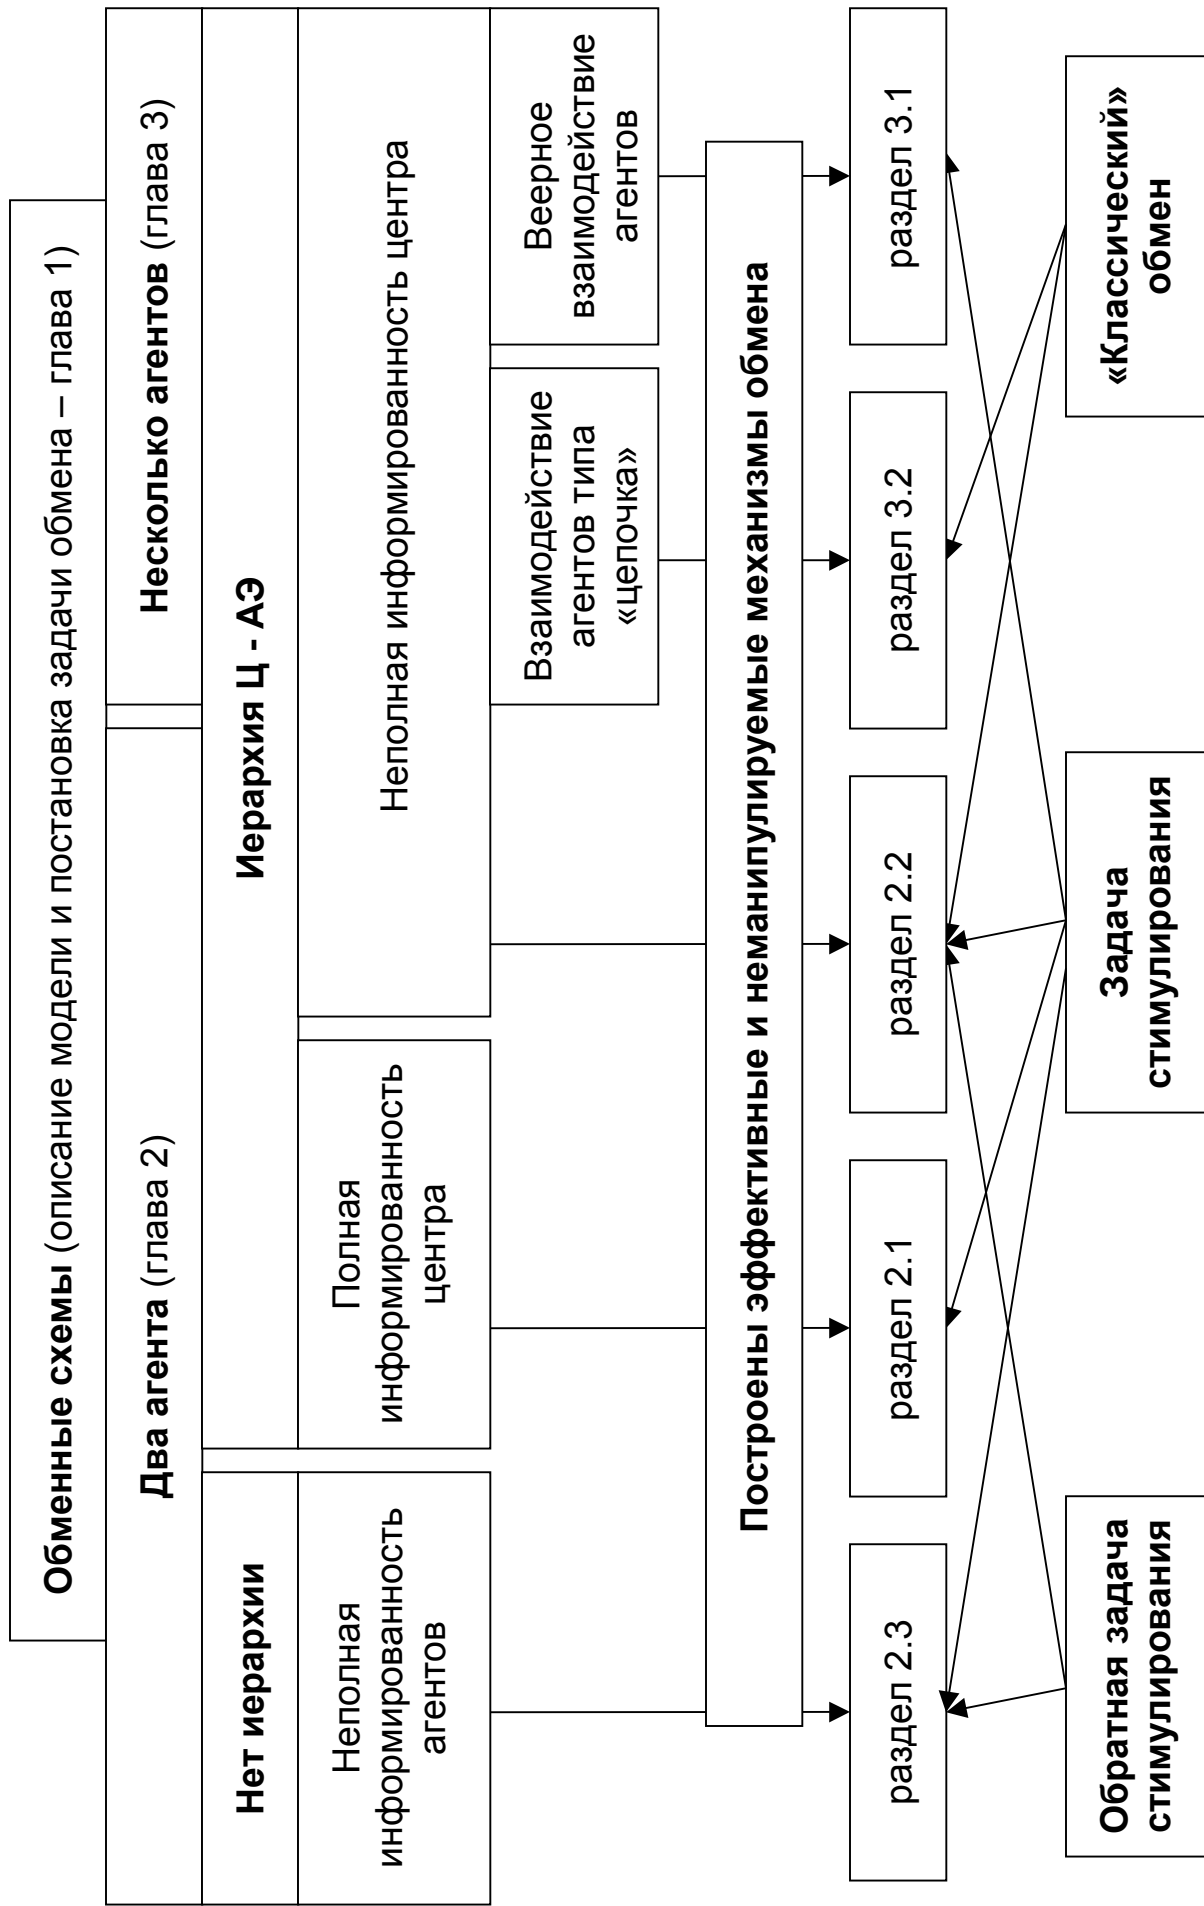 Обменные схемы (описание модели и постановка задачи обмена – глава 1)
Два агента (глава 2)
Несколько агентов (глава 3)
Нет иерархии
Иерархия Ц - АЭ
Неполная
информированность
агентов
Полная
информированность
центра
Неполная информированность центра
Взаимодействие
агентов типа
«цепочка»
Веерное
взаимодействие
агентов
Построены эффективные и неманипулируемые механизмы обмена
раздел 2.3
раздел 2.1
раздел 2.2
раздел 3.2
раздел 3.1
Обратная задача
стимулирования
Задача
стимулирования
«Классический»
обмен